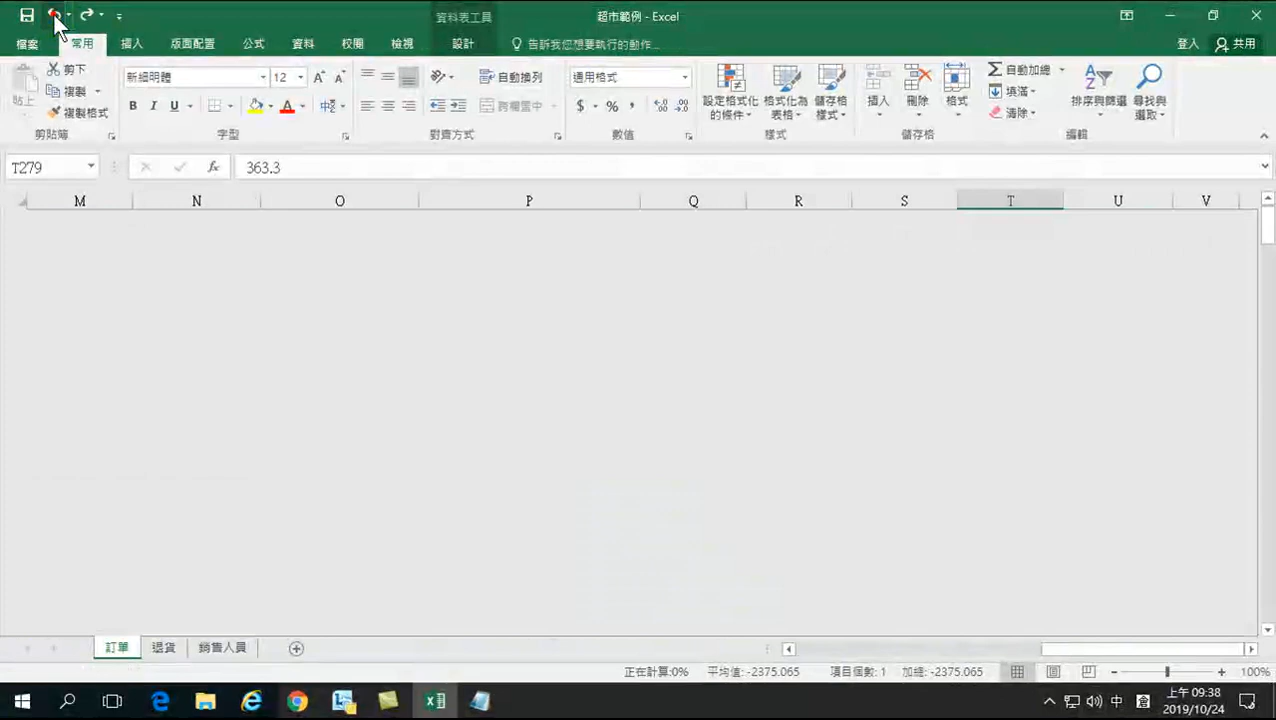 資料表工具
超市範例 - Excel
檔案 常用 插入 版面配置 公式 資料 校閱 檢視 設計 告訴我您想要執行的動作... 登入 共用
貼上 剪下
複製
複製格式
新細明體 12
B I U
自動換列
跨欄置中
通用格式
$ % ,
設定格式化的條件 格式化為表格 儲存格樣式
插入 刪除 格式
自動加總
填滿
清除
排序與篩選 尋找與選取
剪貼簿 字型 對齊方式 數值 樣式 儲存格 編輯
T279 fx 363.3
M N O P Q R S T U V
訂單 退貨 銷售人員
正在計算:0% 平均值: -2375.065 項目個數: 1 加總: -2375.065 100%
中 上午 09:38
2019/10/24